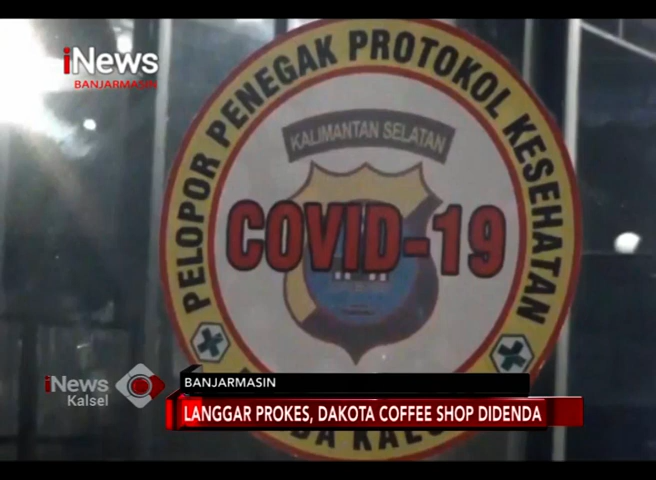 iNews
BANJARMASIN
PELOPOR PENEGAK PROTOKOL KESEHATAN
KALIMANTAN SELATAN
COVID-19
iNews
Kalsel
BANJARMASIN
LANGGAR PROKES, DAKOTA COFFEE SHOP DIDENDA